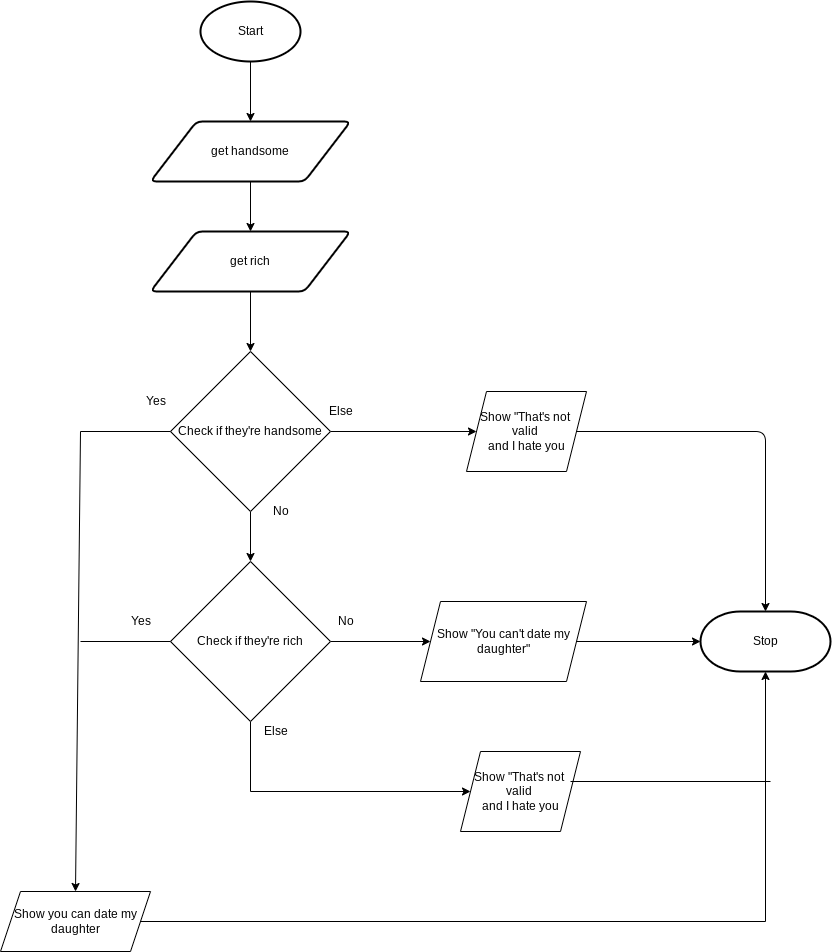 Start
get handsome
get rich
Yes
Else
Check if they're handsome
Show "That's not
valid
and I hate you
No
Yes
No
Check if they're rich
Show "You can't date my
daughter"
Stop
Else
Show "That's not
valid
and I hate you
Show you can date my
daughter